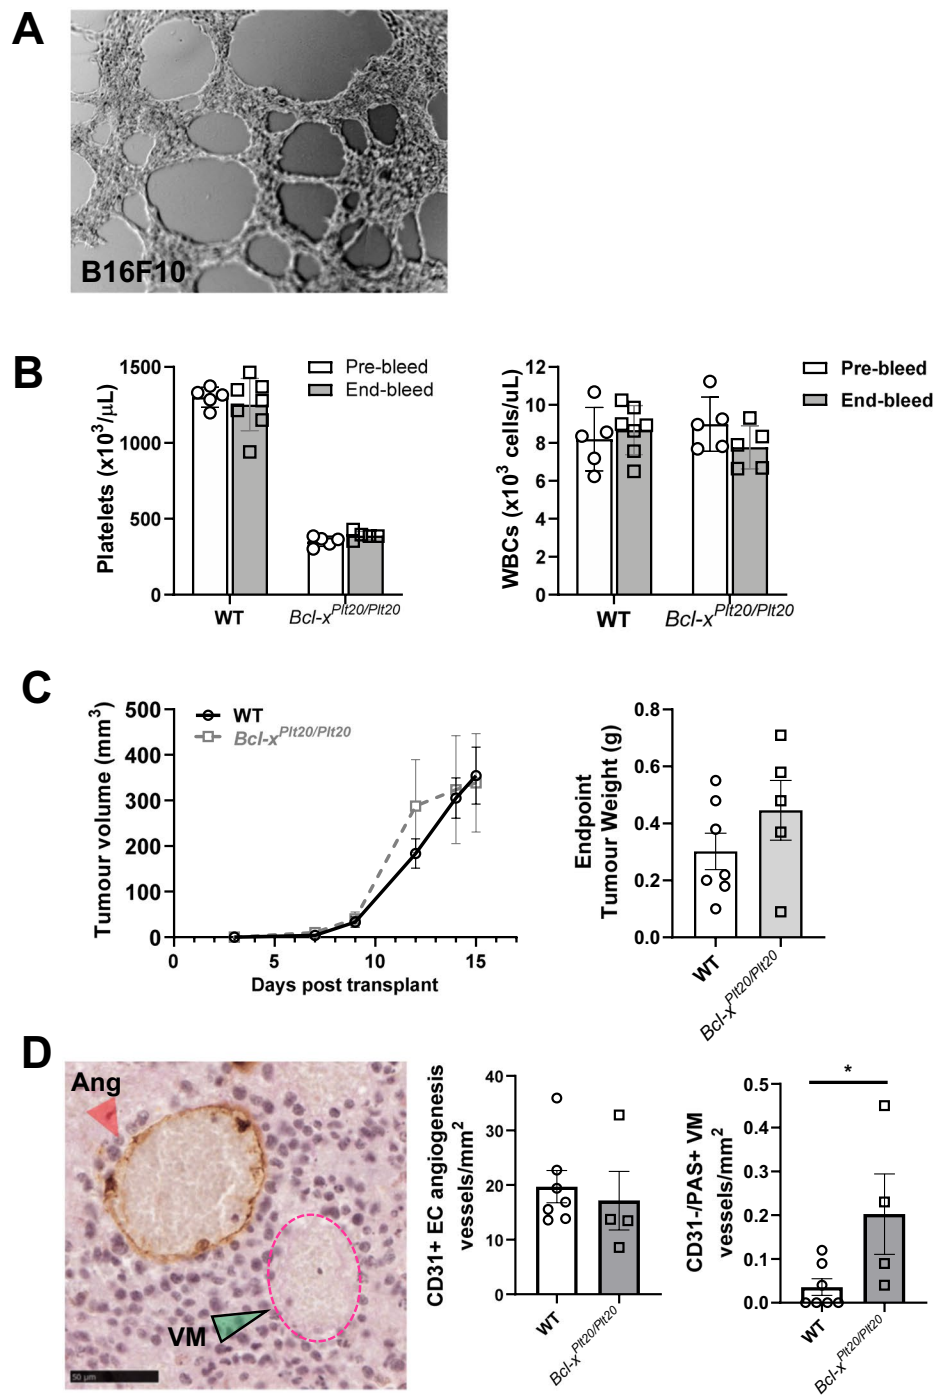 A
B16F10
B
Platelets (x10³/µL)
1500
1000
500
0
Pre-bleed
End-bleed
WT
Bcl-x^Plt20/Plt20
WBCs (x10³ cells/uL)
12
10
8
6
4
2
0
Pre-bleed
End-bleed
WT
Bcl-x^Plt20/Plt20
C
Tumour volume (mm³)
500
400
300
200
100
0
WT
Bcl-x^Plt20/Plt20
0
5
10
15
Days post transplant
Endpoint
Tumour Weight (g)
0.8
0.6
0.4
0.2
0.0
WT
Bcl-x^Plt20/Plt20
D
Ang
VM
50 µm
CD31+ EC angiogenesis
vessels/mm²
40
30
20
10
0
WT
Bcl-x^Plt20/Plt20
CD31-/PAS+ VM
vessels/mm²
0.5
0.4
0.3
0.2
0.1
0.0
*
WT
Bcl-x^Plt20/Plt20